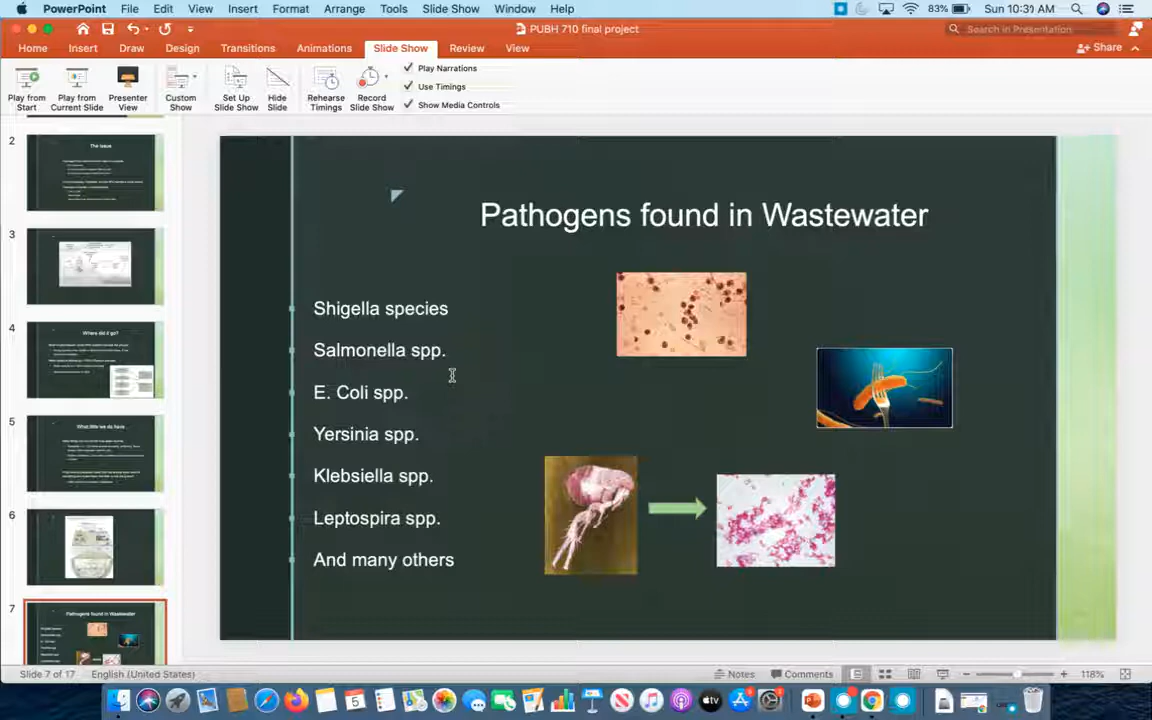 PowerPoint File Edit View Insert Format Arrange Tools Slide Show Window Help 83% Sun 10:31 AM
PUBH 710 final project Search in Presentation
Home Insert Draw Design Transitions Animations Slide Show Review View Share
Play from Start
Play from Current Slide
Presenter View
Custom Show
Set Up Slide Show
Hide Slide
Rehearse Timings
Record Slide Show
Play Narrations
Use Timings
Show Media Controls
2
The issue
3
4
Where did it go?
5
What little we do have
6
7
Pathogens found in Wastewater
Pathogens found in Wastewater
Shigella species
Salmonella spp.
E. Coli spp.
Yersinia spp.
Klebsiella spp.
Leptospira spp.
And many others
Slide 7 of 17 English (United States) Notes Comments 118%
5
tv